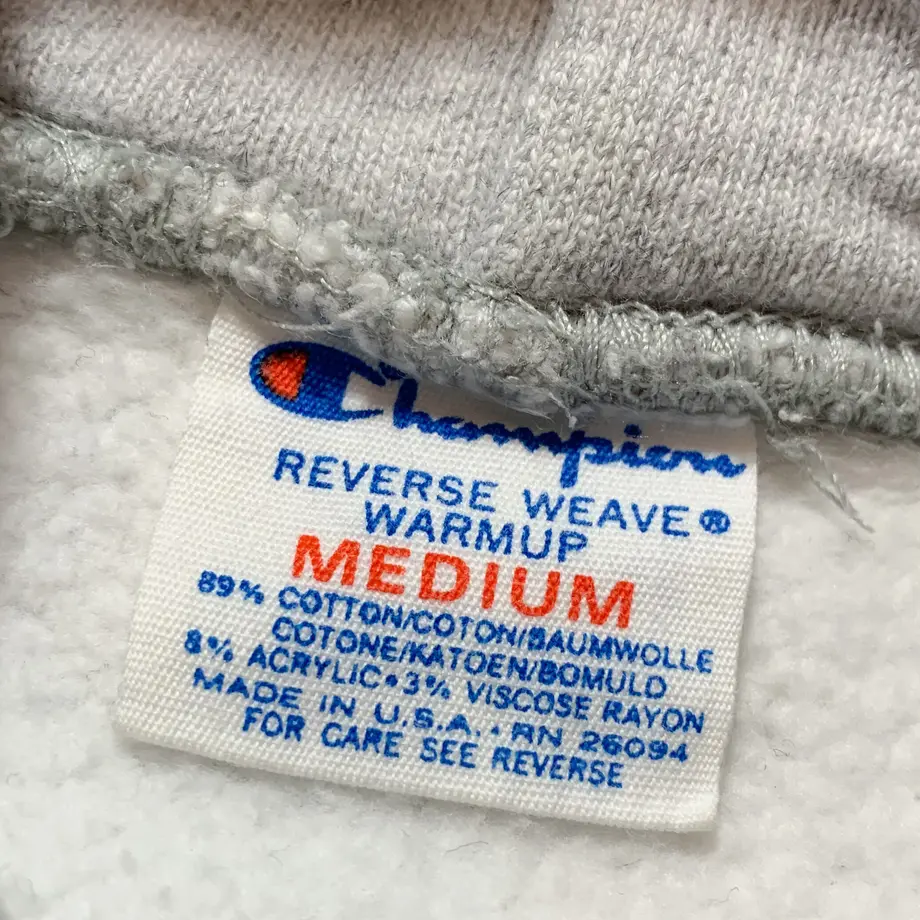 Champion
REVERSE WEAVE®
WARMUP
MEDIUM
89% COTTON/COTON/BAUMWOLLE
COTONE/KATOEN/BOMULD
8% ACRYLIC•3% VISCOSE RAYON
MADE IN U.S.A. • RN 26094
FOR CARE SEE REVERSE